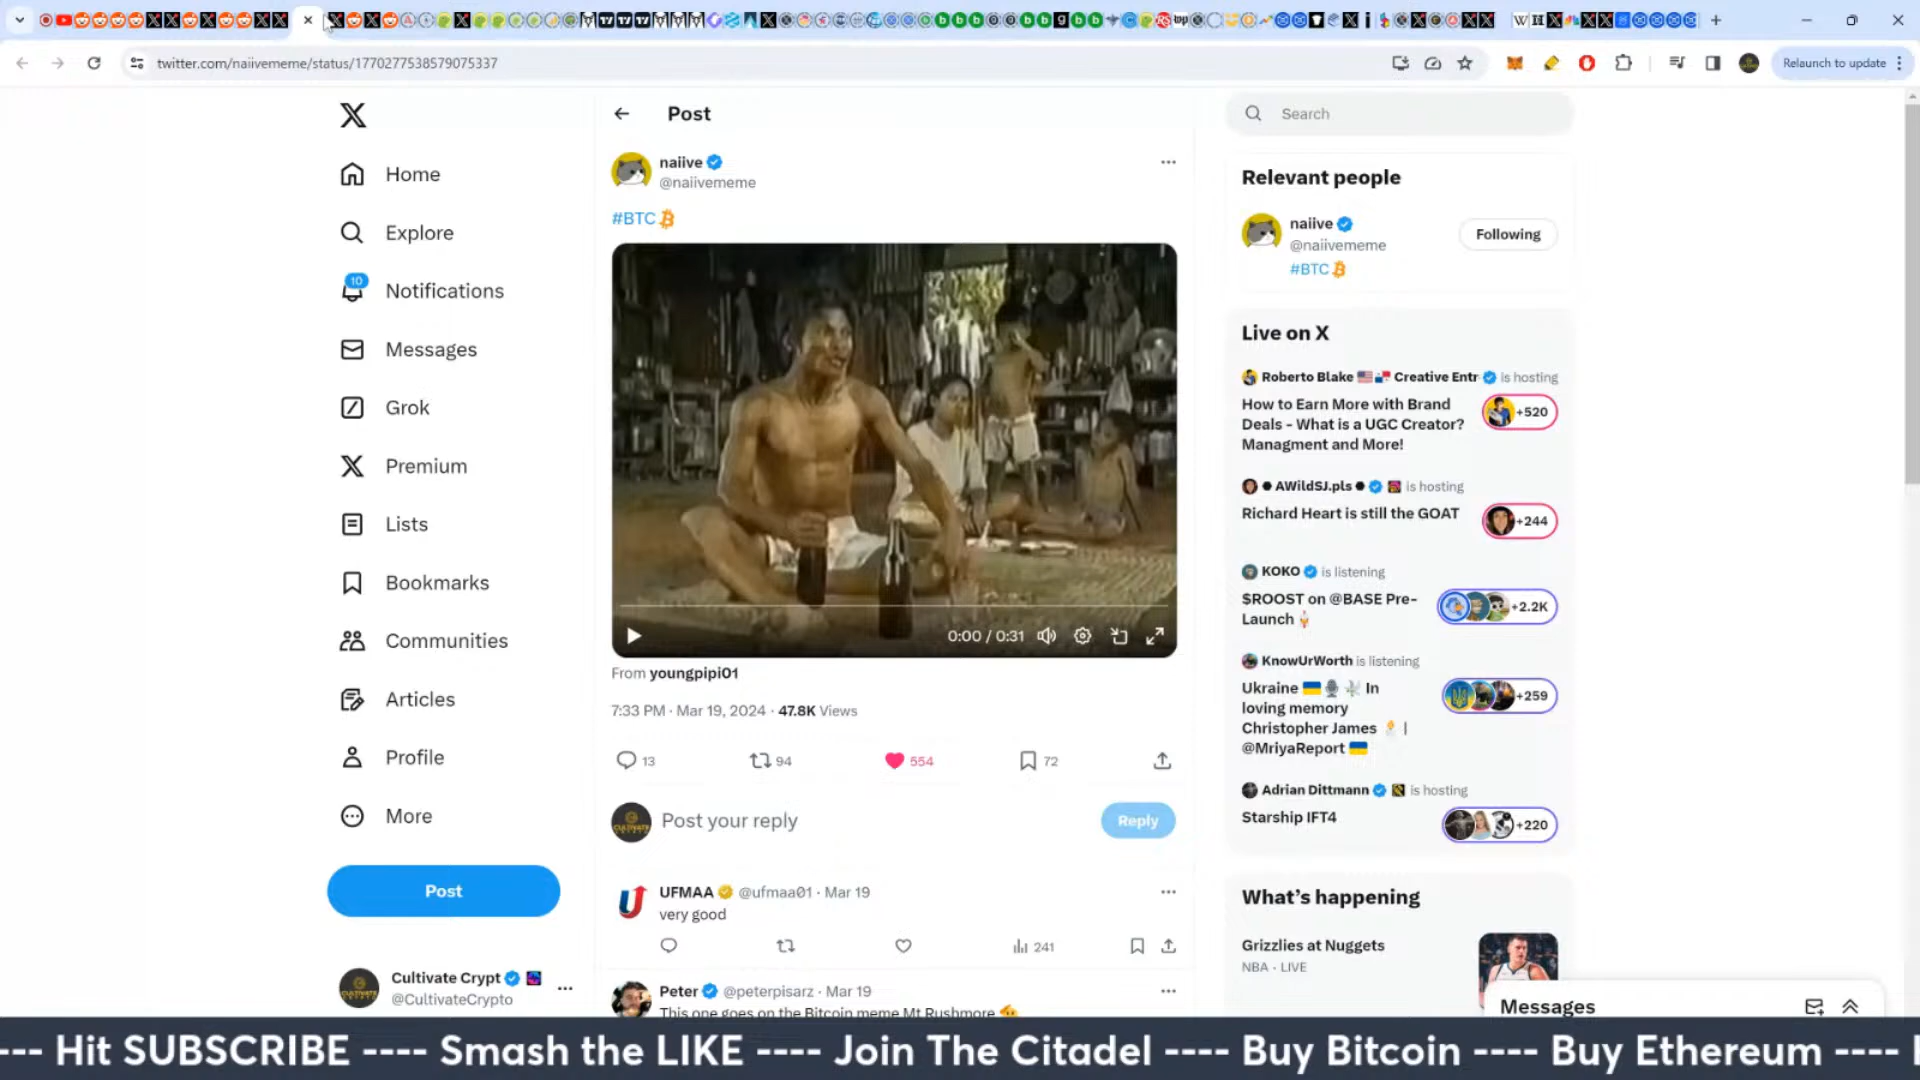 twitter.com/naiivememe/status/1770277538579075337
Relaunch to update
Home
Explore
10
Notifications
Messages
Grok
Premium
Lists
Bookmarks
Communities
Articles
Profile
More
Post
Cultivate Crypt
@CultivateCrypto
Post
naiive
@naiivememe
#BTC
0:00 / 0:31
From youngpipi01
7:33 PM · Mar 19, 2024 · 47.8K Views
13
94
554
72
Post your reply
Reply
UFMAA @ufmaa01 · Mar 19
very good
241
Peter @peterpisarz · Mar 19
This one goes on the Bitcoin meme Mt Rushmore
Search
Relevant people
naiive
@naiivememe
Following
#BTC
Live on X
Roberto Blake Creative Entr is hosting
How to Earn More with Brand
Deals - What is a UGC Creator?
Managment and More!
+520
AWildSJ.pls is hosting
Richard Heart is still the GOAT
+244
KOKO is listening
$ROOST on @BASE Pre-
Launch
+2.2K
KnowUrWorth is listening
Ukraine In
loving memory
Christopher James |
@MriyaReport
+259
Adrian Dittmann is hosting
Starship IFT4
+220
What's happening
Grizzlies at Nuggets
NBA · LIVE
Messages
--- Hit SUBSCRIBE ---- Smash the LIKE ---- Join The Citadel ---- Buy Bitcoin ---- Buy Ethereum ----